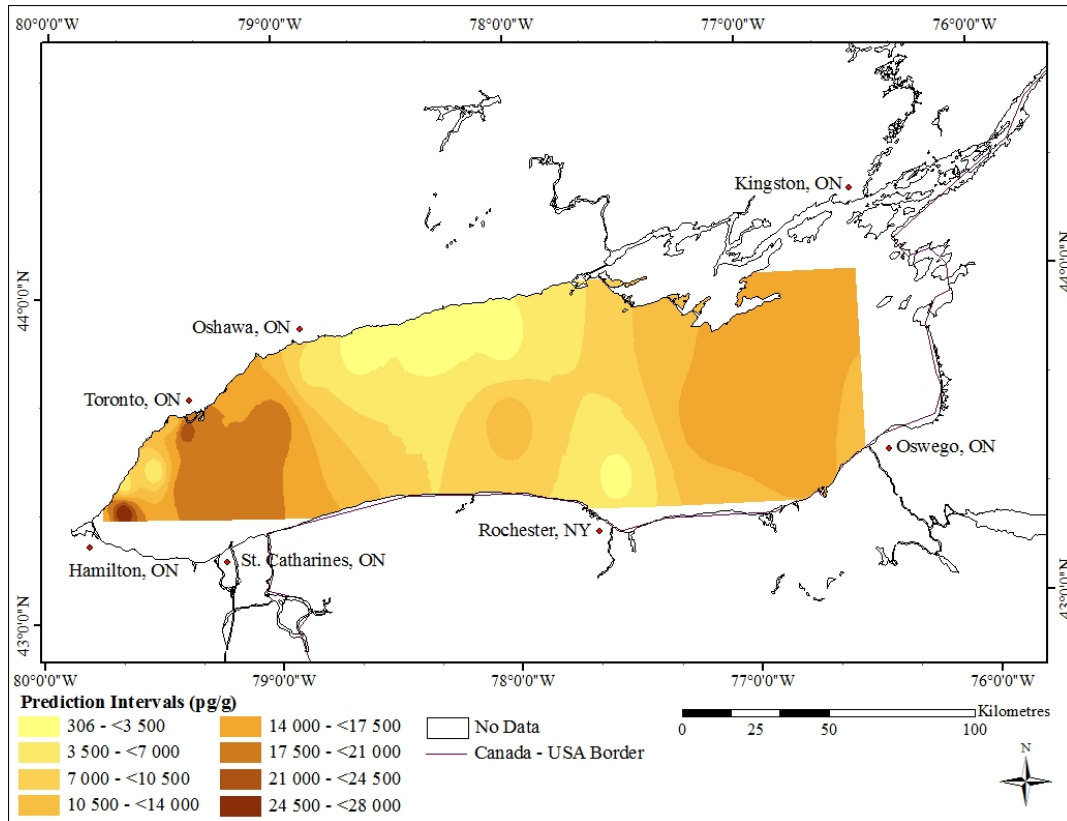 80°0'0"W 79°0'0"W 78°0'0"W 77°0'0"W 76°0'0"W
Kingston, ON
44°0'0"N
44°0'0"N
Oshawa, ON
Toronto, ON
Oswego, ON
Rochester, NY
Hamilton, ON
St. Catharines, ON
43°0'0"N
43°0'0"N
80°0'0"W 79°0'0"W 78°0'0"W 77°0'0"W 76°0'0"W
Prediction Intervals (pg/g)
306 - <3 500
3 500 - <7 000
7 000 - <10 500
10 500 - <14 000
14 000 - <17 500
17 500 - <21 000
21 000 - <24 500
24 500 - <28 000
No Data
Canada - USA Border
Kilometres
0 25 50 100
N